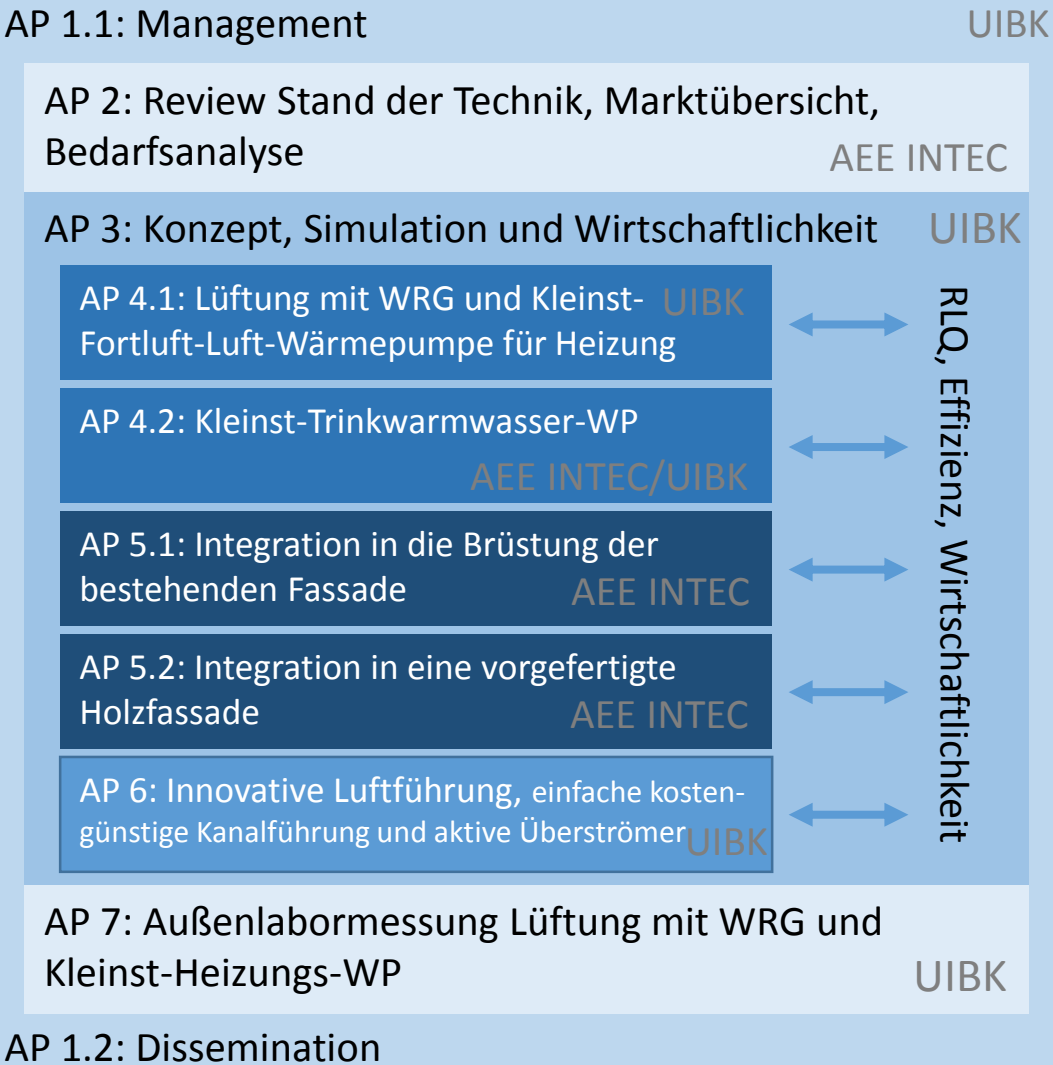 AP 1.1: Management UIBK
AP 2: Review Stand der Technik, Marktübersicht,
Bedarfsanalyse AEE INTEC
AP 3: Konzept, Simulation und Wirtschaftlichkeit UIBK
AP 4.1: Lüftung mit WRG und Kleinst- UIBK
Fortluft-Luft-Wärmepumpe für Heizung
AP 4.2: Kleinst-Trinkwarmwasser-WP
AEE INTEC/UIBK
AP 5.1: Integration in die Brüstung der
bestehenden Fassade AEE INTEC
AP 5.2: Integration in eine vorgefertigte
Holzfassade AEE INTEC
AP 6: Innovative Luftführung, einfache kosten-
günstige Kanalführung und aktive Überströmer UIBK
RLQ, Effizienz, Wirtschaftlichkeit
AP 7: Außenlabormessung Lüftung mit WRG und
Kleinst-Heizungs-WP UIBK
AP 1.2: Dissemination